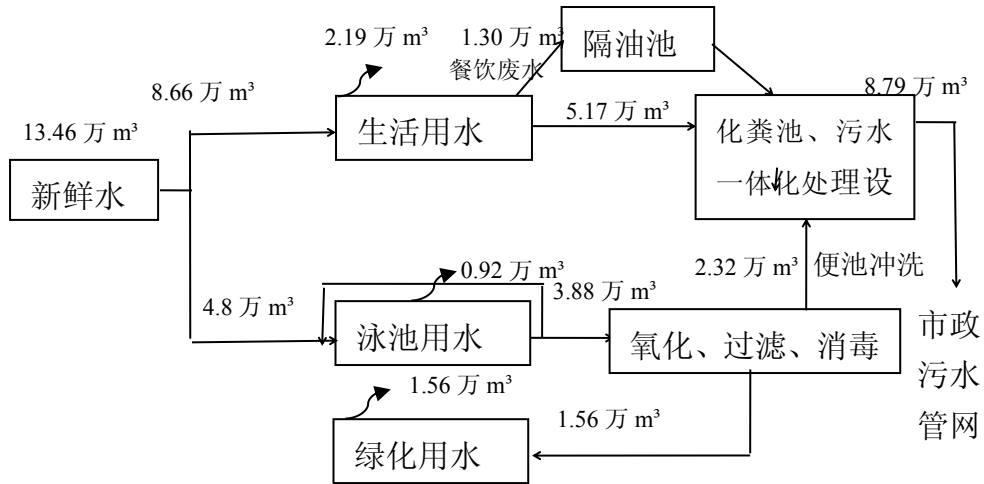 2.19 万 m³
1.30 万 m³
餐饮废水
隔油池
8.66 万 m³
8.79 万 m³
13.46 万 m³
生活用水
5.17 万 m³
化粪池、污水
一体化处理设
新鲜水
0.92 万 m³
2.32 万 m³
便池冲洗
4.8 万 m³
3.88 万 m³
泳池用水
氧化、过滤、消毒
市政
污水
管网
1.56 万 m³
1.56 万 m³
绿化用水